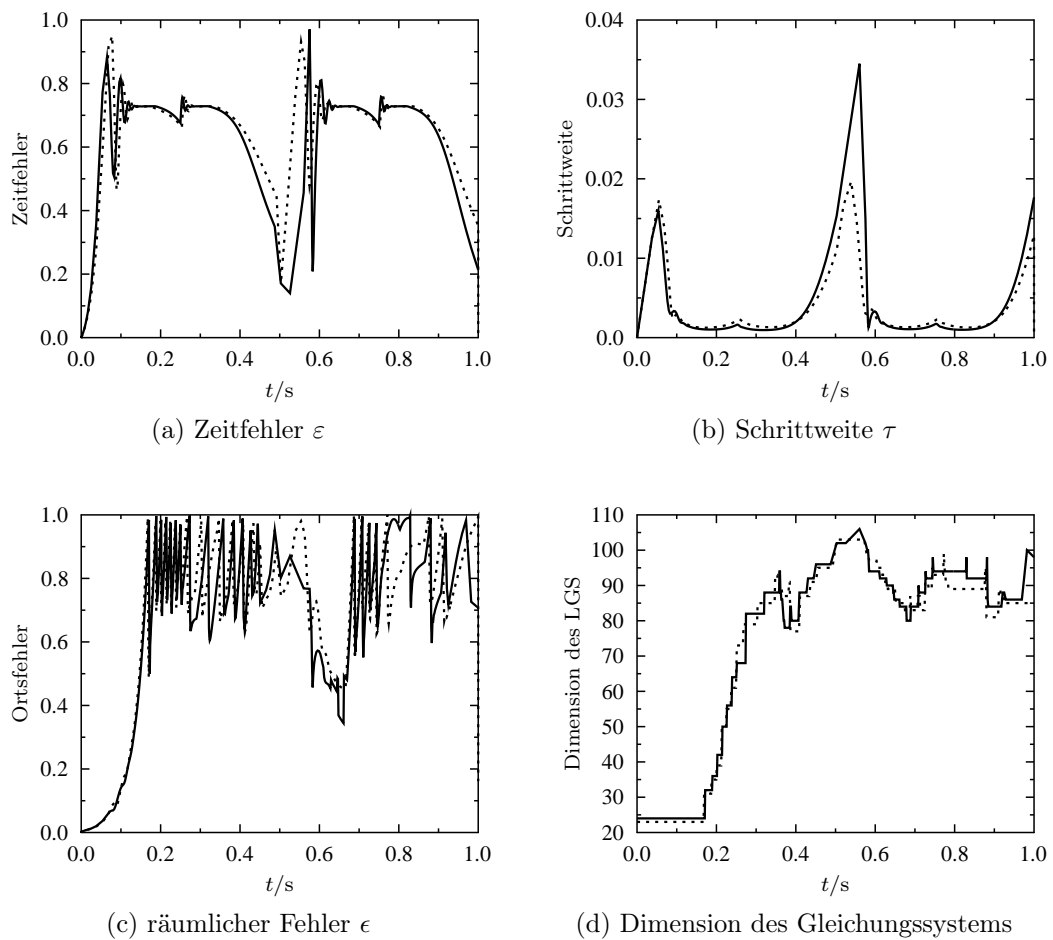 1.0
0.8
0.6
0.4
0.2
0.0
Zeitfehler
0.0 0.2 0.4 0.6 0.8 1.0
t/s
(a) Zeitfehler ε
0.04
0.03
0.02
0.01
0.0
Schrittweite
0.0 0.2 0.4 0.6 0.8 1.0
t/s
(b) Schrittweite τ
1.0
0.8
0.6
0.4
0.2
0.0
Ortsfehler
0.0 0.2 0.4 0.6 0.8 1.0
t/s
(c) räumlicher Fehler ϵ
110
100
90
80
70
60
50
40
30
20
Dimension des LGS
0.0 0.2 0.4 0.6 0.8 1.0
t/s
(d) Dimension des Gleichungssystems